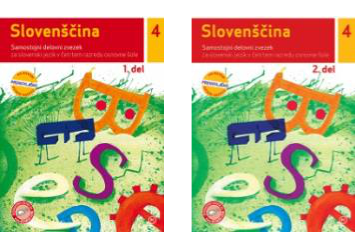 Slovenščina 4
Samostojni delovni zvezek
za slovenski jezik v četrtem razredu osnovne šole
1. del
Slovenščina 4
Samostojni delovni zvezek
za slovenski jezik v četrtem razredu osnovne šole
2. del